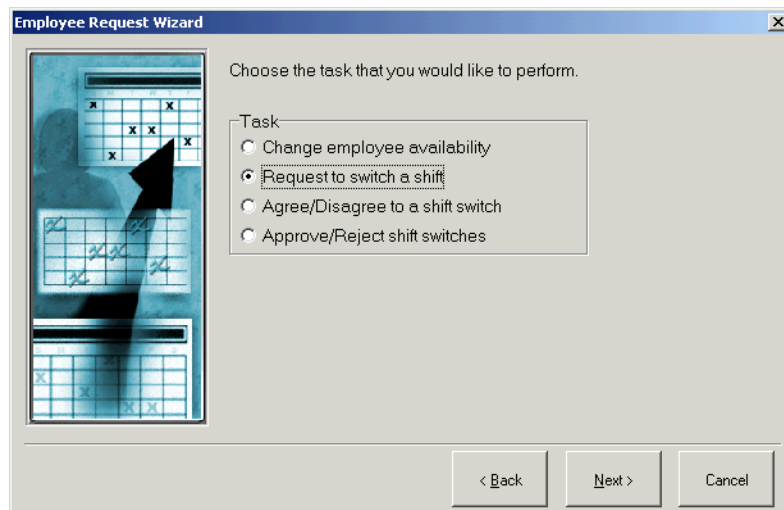 Employee Request Wizard
Choose the task that you would like to perform.
Task
Change employee availability
Request to switch a shift
Agree/Disagree to a shift switch
Approve/Reject shift switches
< Back
Next >
Cancel